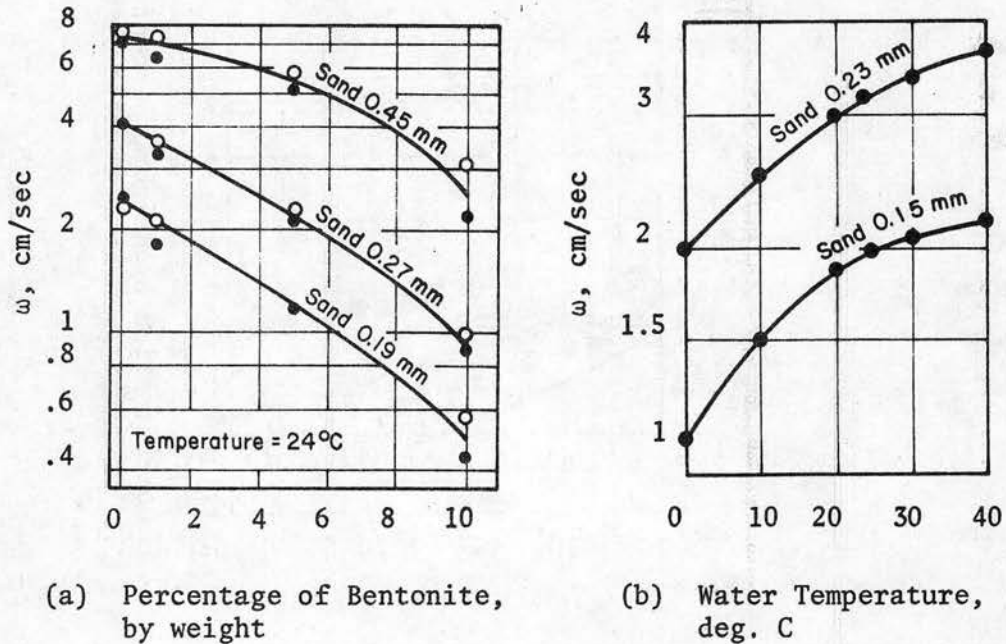 8
6
4
2
1
.8
.6
.4
ω, cm/sec
Sand 0.45 mm
Sand 0.27 mm
Sand 0.19 mm
Temperature = 24°C
0 2 4 6 8 10
(a) Percentage of Bentonite,
by weight
4
3
2
1.5
1
ω, cm/sec
Sand 0.23 mm
Sand 0.15 mm
0 10 20 30 40
(b) Water Temperature,
deg. C